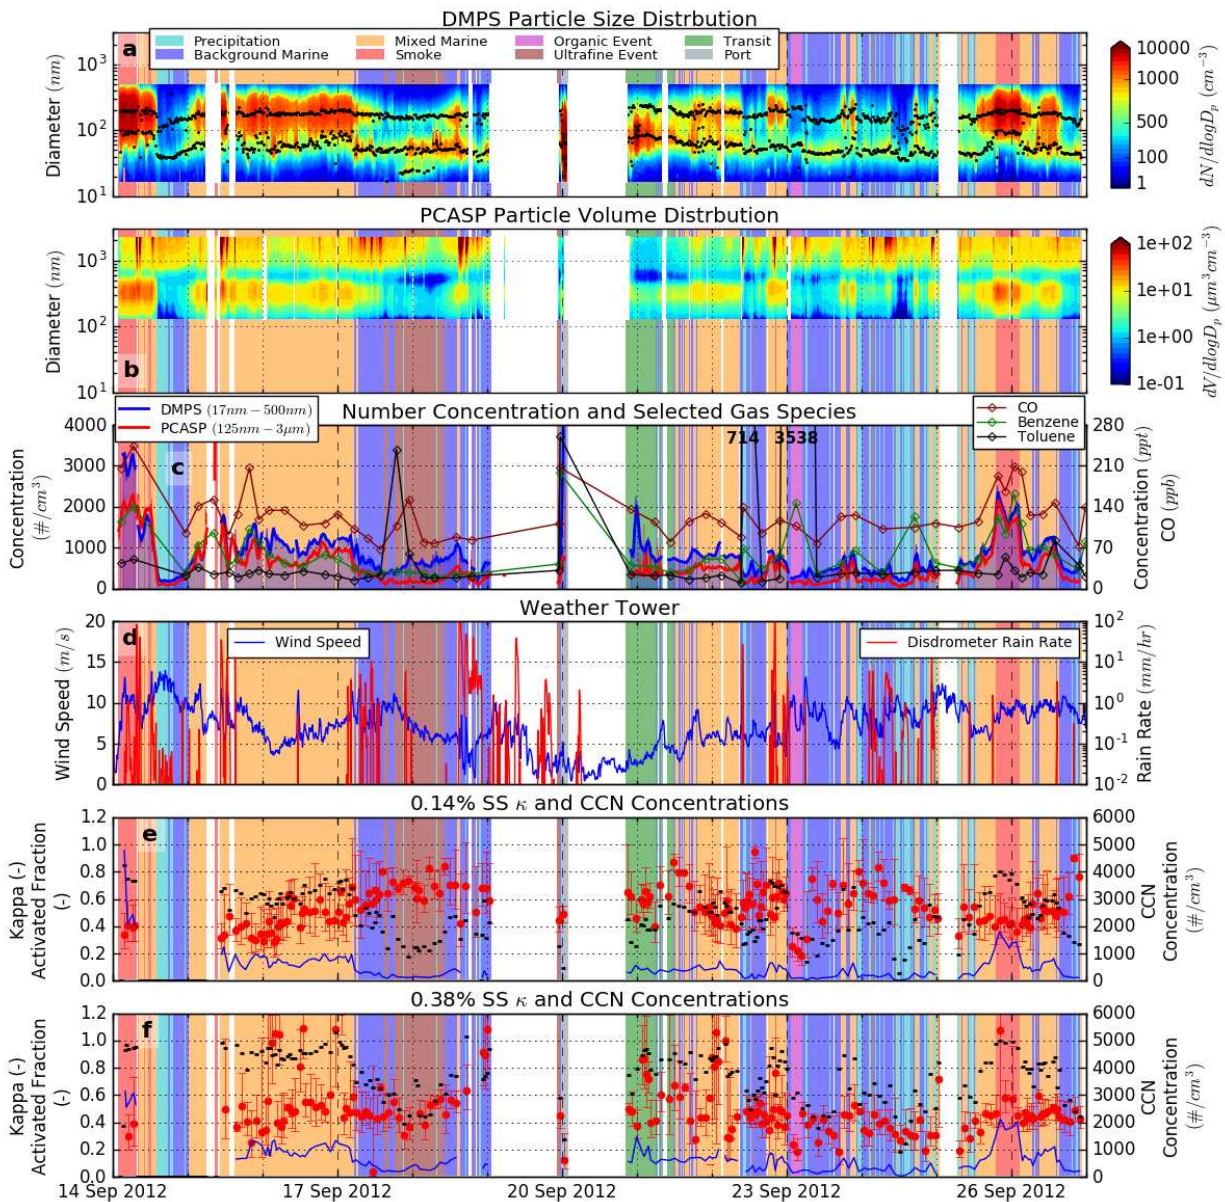 DMPS Particle Size Distrbution
a
Precipitation Mixed Marine Organic Event Transit
Background Marine Smoke Ultrafine Event Port
Diameter (nm)
10³
10²
10¹
10000
1000
500
100
1
dN/dlogDₚ (cm⁻³)
PCASP Particle Volume Distrbution
b
Diameter (nm)
10³
10²
10¹
1e+02
1e+01
1e+00
1e-01
dV/dlogDₚ (μm³cm⁻³)
Number Concentration and Selected Gas Species
DMPS (17nm − 500nm)
PCASP (125nm − 3μm)
c
CO
Benzene
Toluene
714 3538
Concentration
(#/cm³)
4000
3000
2000
1000
0
280
210
140
70
0
Concentration (ppt)
CO (ppb)
Weather Tower
d
Wind Speed
Disdrometer Rain Rate
Wind Speed (m/s)
20
15
10
5
0
10²
10¹
10⁰
10⁻¹
10⁻²
Rain Rate (mm/hr)
0.14% SS κ and CCN Concentrations
e
Kappa (-)
Activated Fraction
(-)
1.2
1.0
0.8
0.6
0.4
0.2
0.0
6000
5000
4000
3000
2000
1000
0
CCN
Concentration
(#/cm³)
0.38% SS κ and CCN Concentrations
f
Kappa (-)
Activated Fraction
(-)
1.2
1.0
0.8
0.6
0.4
0.2
0.0
6000
5000
4000
3000
2000
1000
0
CCN
Concentration
(#/cm³)
14 Sep 2012 17 Sep 2012 20 Sep 2012 23 Sep 2012 26 Sep 2012